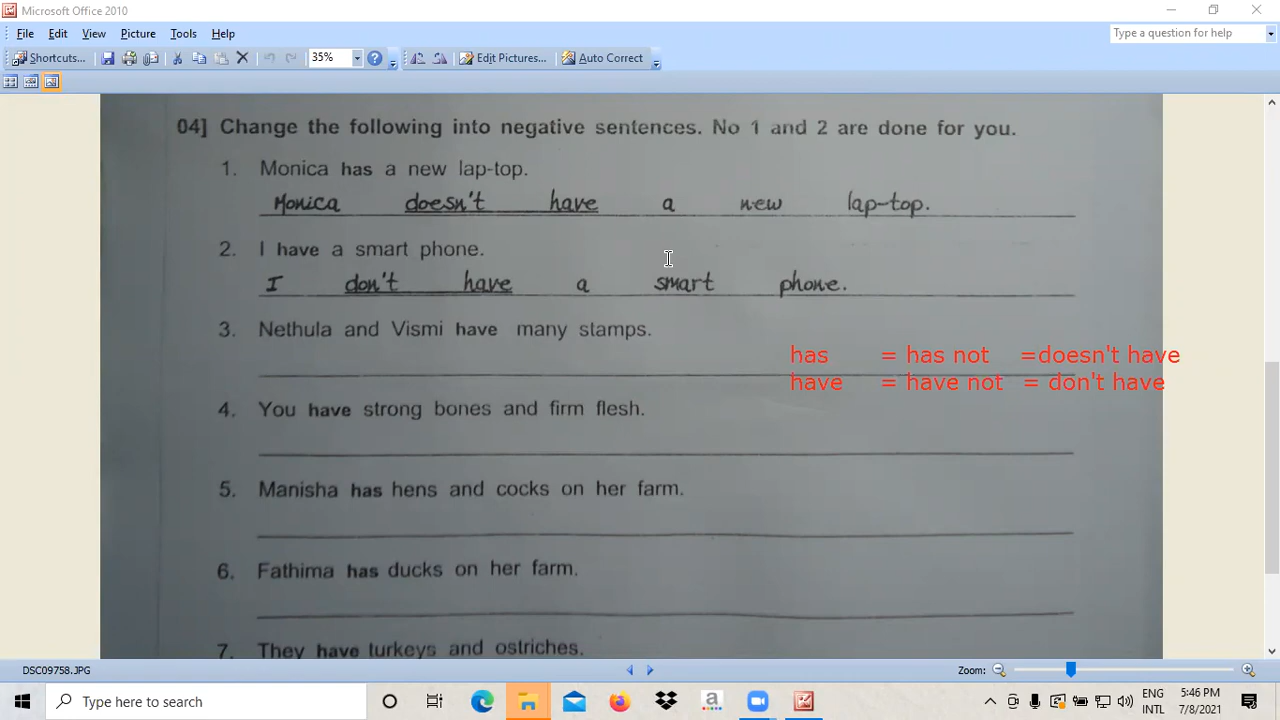 Microsoft Office 2010
File Edit View Picture Tools Help
Type a question for help
Shortcuts... 35% Edit Pictures... Auto Correct
04] Change the following into negative sentences. No 1 and 2 are done for you.
1. Monica has a new lap-top.
Monica doesn't have a new lap-top.
2. I have a smart phone.
I don't have a smart phone.
3. Nethula and Vismi have many stamps.
has = has not =doesn't have
have = have not = don't have
4. You have strong bones and firm flesh.
5. Manisha has hens and cocks on her farm.
6. Fathima has ducks on her farm.
7. They have turkeys and ostriches.
DSC09758.JPG Zoom:
Type here to search
ENG
INTL
5:46 PM
7/8/2021